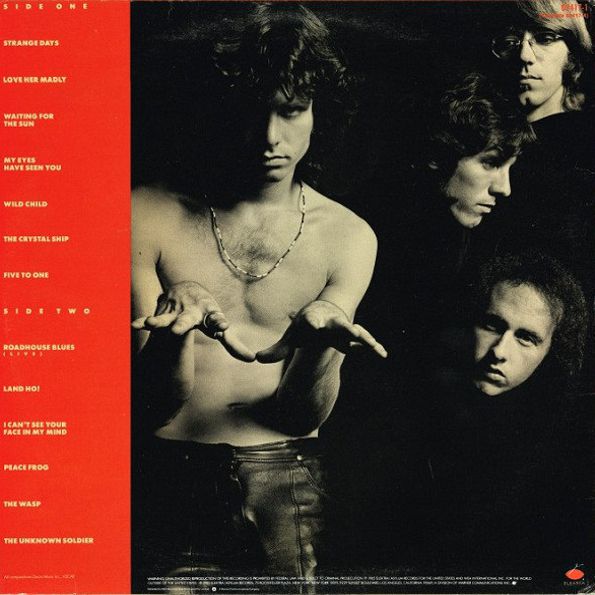 SIDE ONE
STRANGE DAYS
LOVE HER MADLY
WAITING FOR
THE SUN
MY EYES
HAVE SEEN YOU
WILD CHILD
THE CRYSTAL SHIP
FIVE TO ONE
SIDE TWO
ROADHOUSE BLUES
(LIVE)
LAND HO!
I CAN'T SEE YOUR
FACE IN MY MIND
PEACE FROG
THE WASP
THE UNKNOWN SOLDIER
ELEKTRA